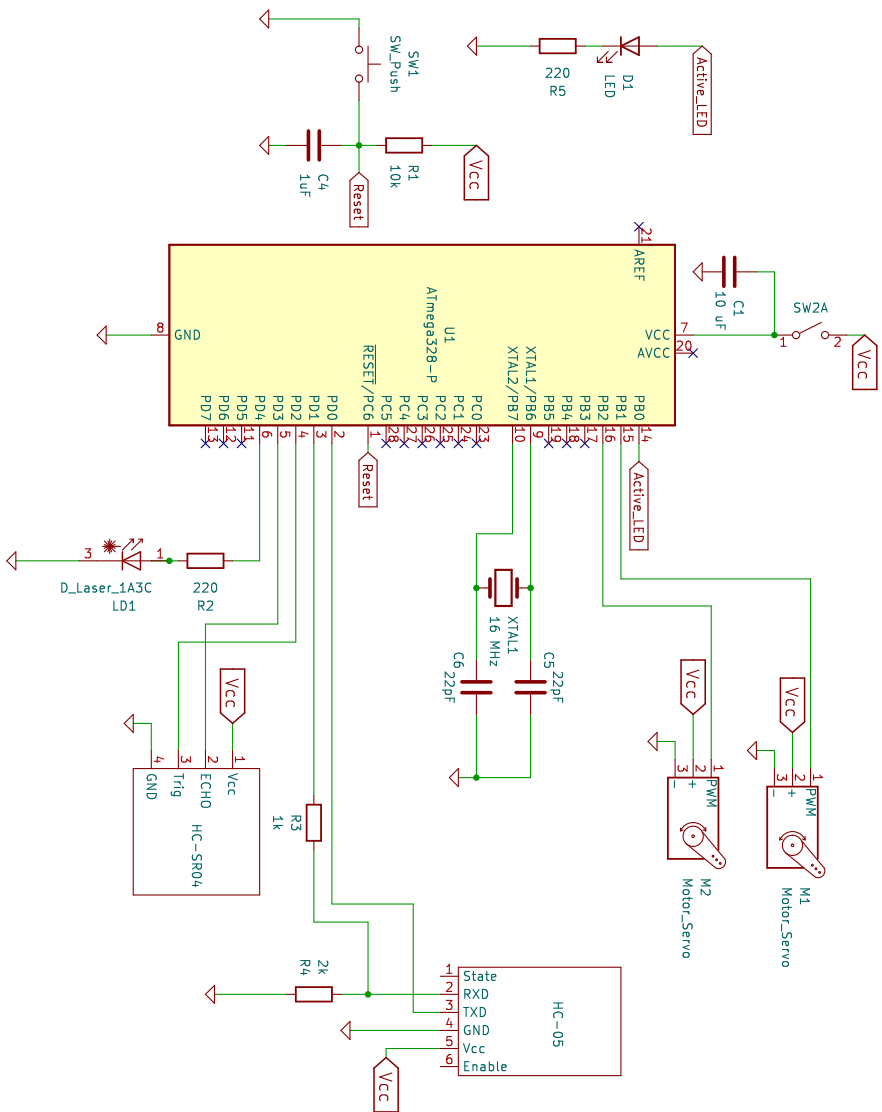 SW1
SW_Push
220
R5
D1
LED
Active_LED
C4
1uF
R1
10k
Vcc
Reset
21
AREF
C1
10 uF
SW2A
1
2
Vcc
ATmega328-P
U1
8
GND
VCC
7
AVCC
20
PD7
PD6
PD5
PD4
PD3
PD2
PD1
PD0
RESET/PC6
PC5
PC4
PC3
PC2
PC1
PC0
XTAL2/PB7
XTAL1/PB6
PB5
PB4
PB3
PB2
PB1
PB0
13
12
11
6
5
4
3
2
1
28
27
26
25
24
23
10
9
19
18
17
16
15
14
Reset
Active_LED
3
1
D_Laser_1A3C
LD1
220
R2
XTAL1
16 MHz
C6
22pF
C5
22pF
Vcc
Vcc
Vcc
4
3
2
1
GND
Trig
ECHO
Vcc
HC-SR04
R3
1k
3
2
1
-
+
PWM
M2
Motor_Servo
3
2
1
-
+
PWM
M1
Motor_Servo
R4
2k
1
State
2
RXD
3
TXD
4
GND
5
Vcc
6
Enable
HC-05
Vcc